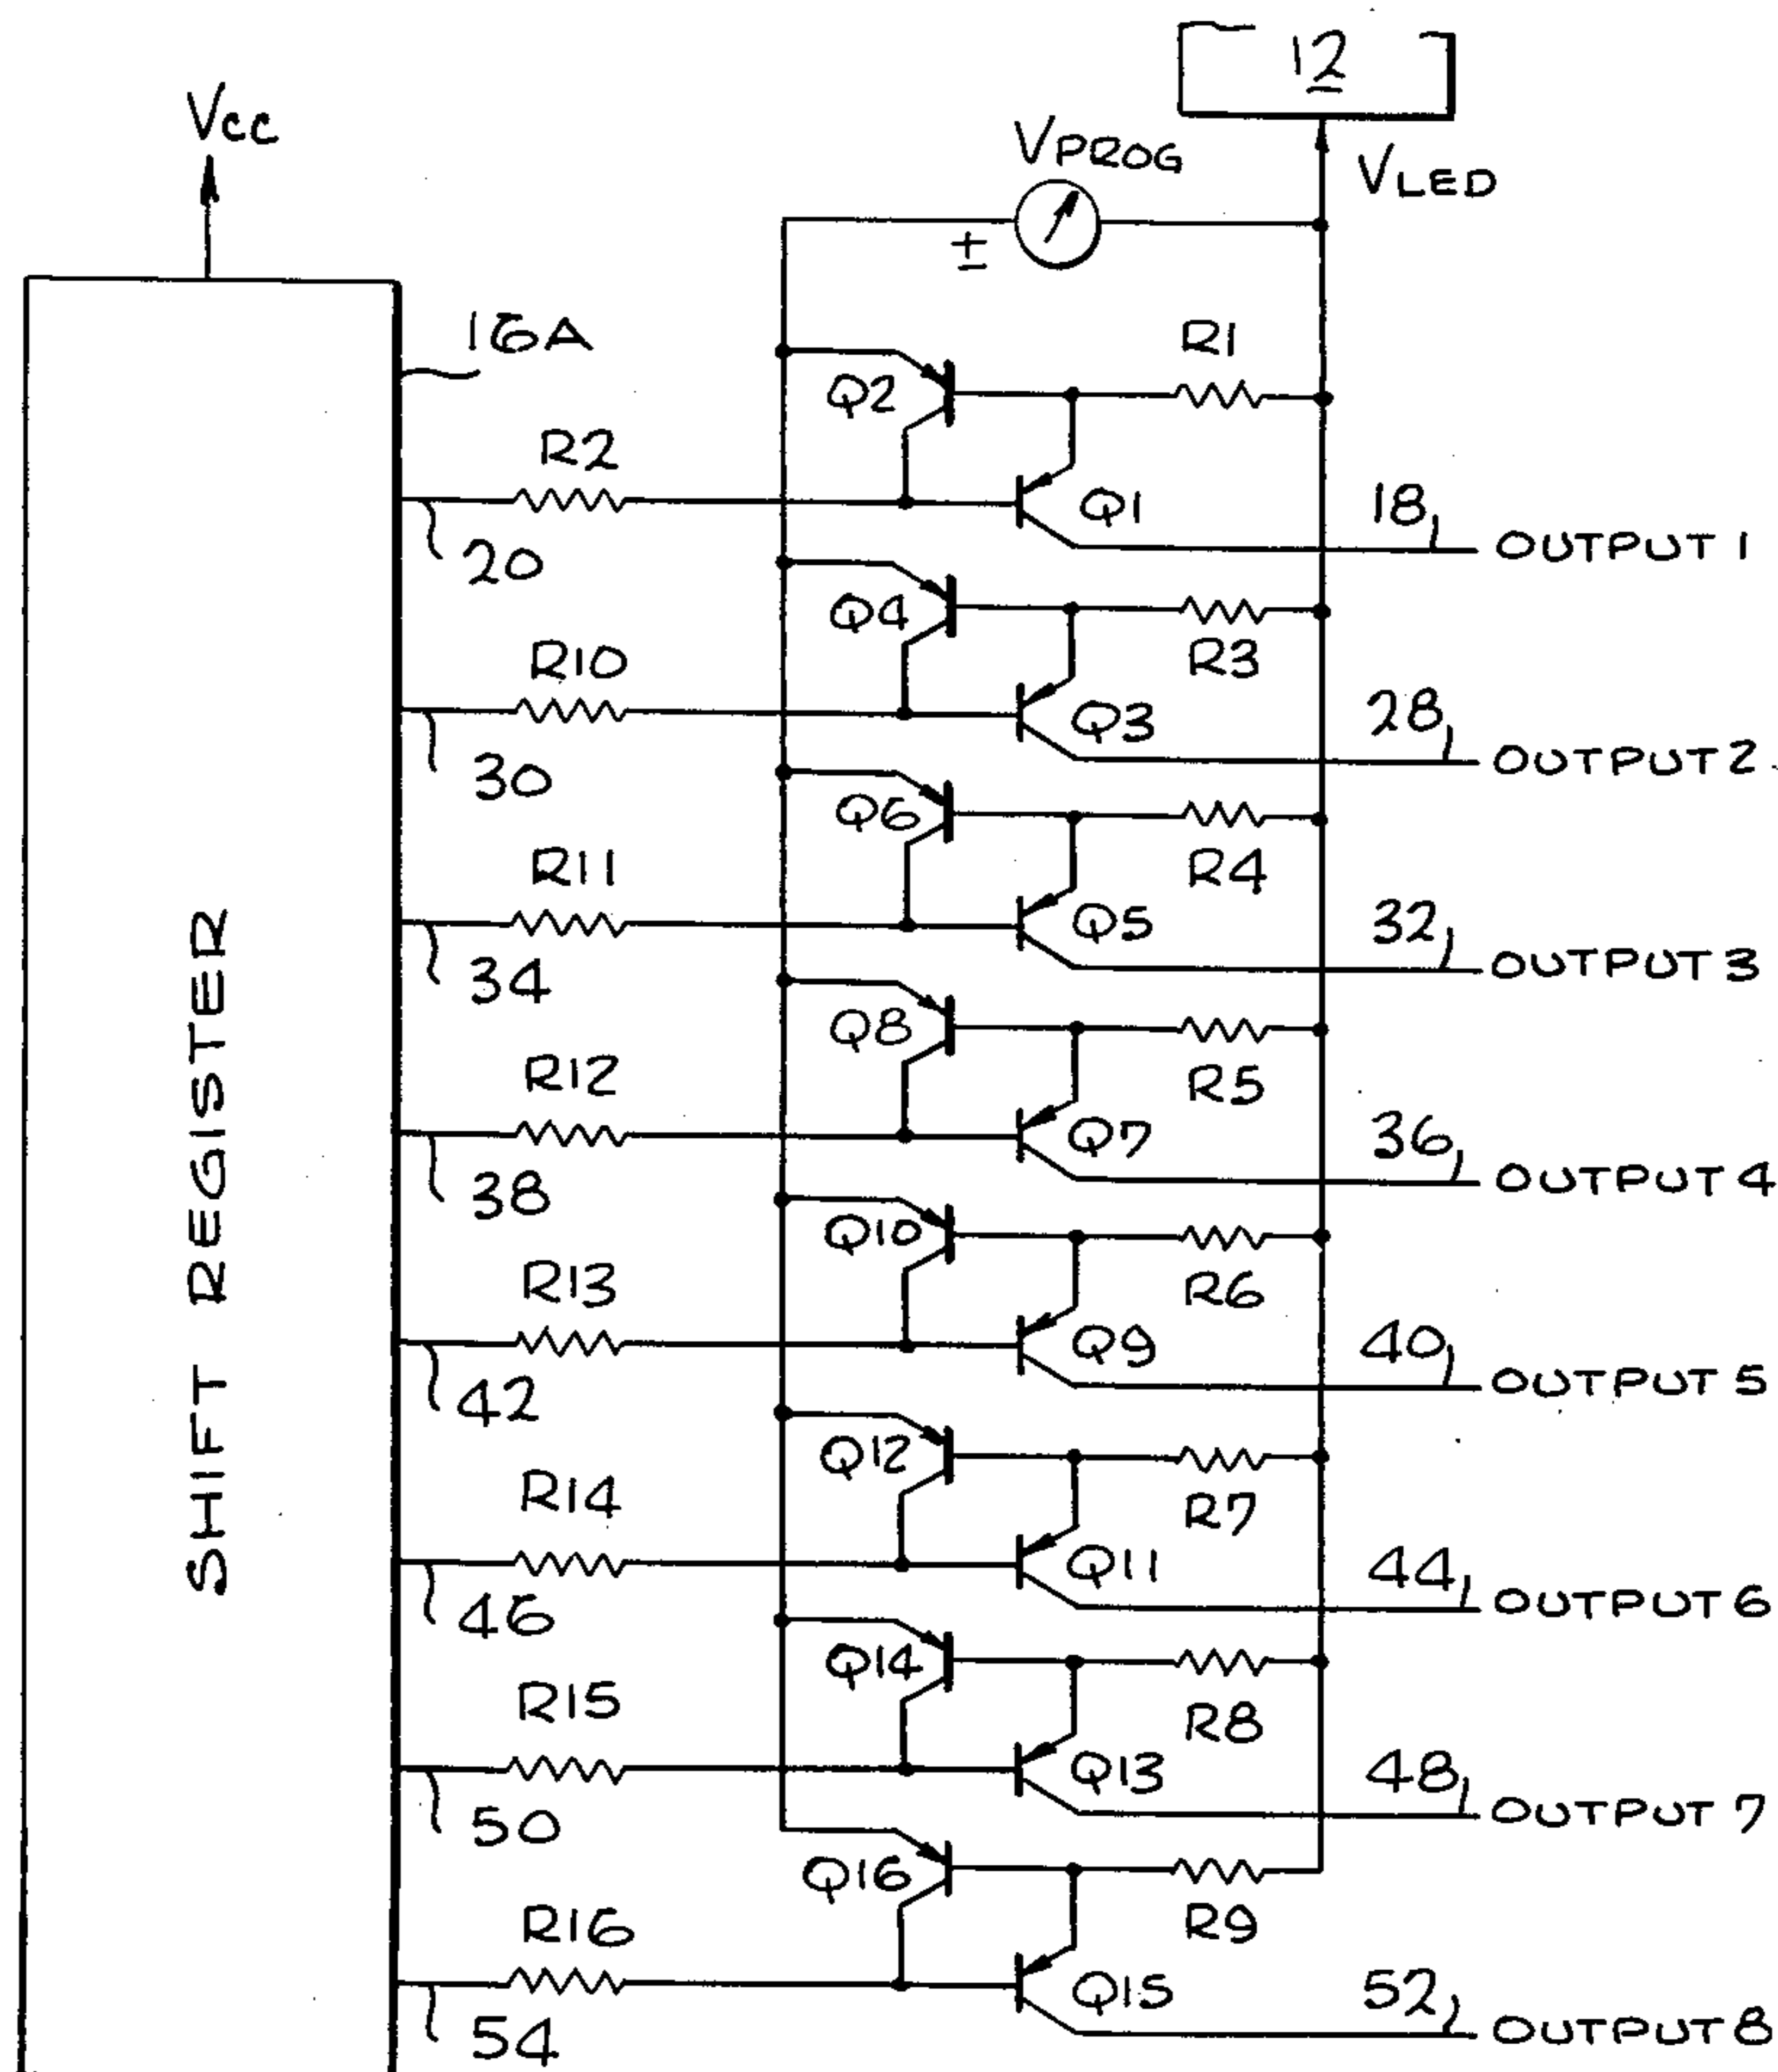 12
Vcc
VPROG
VLED
±
16A
R1
Q2
R2
Q1
18
OUTPUT 1
20
Q4
R10
R3
Q3
28
OUTPUT 2
30
Q6
R11
R4
Q5
32
OUTPUT 3
34
Q8
R12
R5
Q7
36
OUTPUT 4
38
Q10
R13
R6
Q9
40
OUTPUT 5
42
Q12
R14
R7
Q11
44
OUTPUT 6
46
Q14
R15
R8
Q13
48
OUTPUT 7
50
Q16
R16
R9
Q15
52
OUTPUT 8
54
SHIFT REGISTER